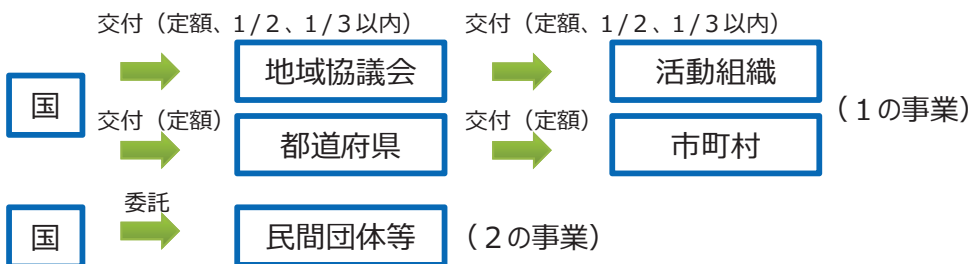 交付（定額、1/2、1/3以内） 交付（定額、1/2、1/3以内）
国 地域協議会 活動組織 （1の事業）
交付（定額） 交付（定額）
都道府県 市町村
委託
国 民間団体等 （2の事業）